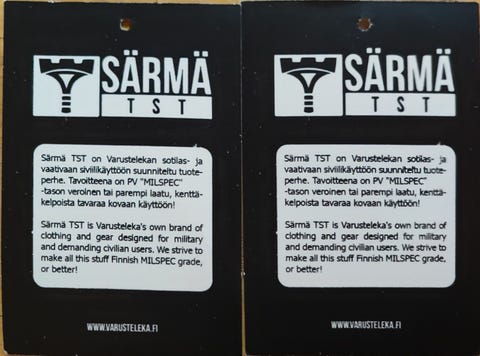 SÄRMÄ
TST
Särmä TST on Varustelekan sotilas- ja
vaativaan siviilikäyttöön suunniteltu tuote-
perhe. Tavoitteena on PV "MILSPEC"
-tason veroinen tai parempi laatu, kenttä-
kelpoista tavaraa kovaan käyttöön!
Särmä TST is Varusteleka's own brand of
clothing and gear designed for military
and demanding civilian users. We strive to
make all this stuff Finnish MILSPEC grade,
or better!
WWW.VARUSTELEKA.FI
SÄRMÄ
TST
Särmä TST on Varustelekan sotilas- ja
vaativaan siviilikäyttöön suunniteltu tuote-
perhe. Tavoitteena on PV "MILSPEC"
-tason veroinen tai parempi laatu, kenttä-
kelpoista tavaraa kovaan käyttöön!
Särmä TST is Varusteleka's own brand of
clothing and gear designed for military
and demanding civilian users. We strive to
make all this stuff Finnish MILSPEC grade,
or better!
WWW.VARUSTELEKA.FI